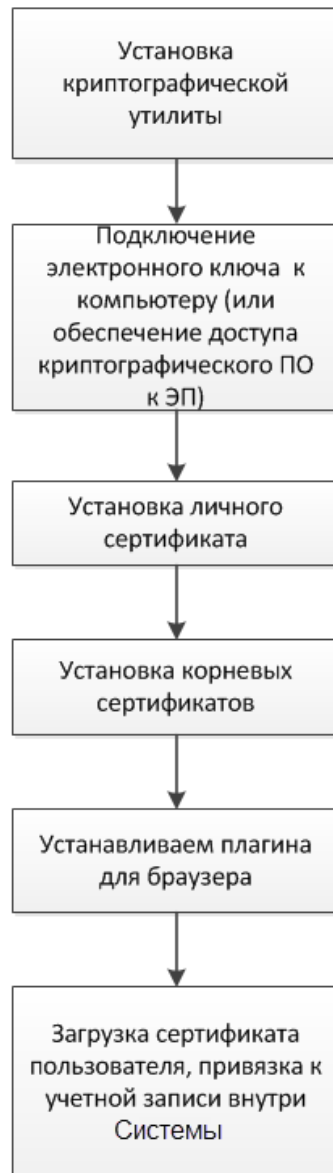 Установка
криптографической
утилиты
Подключение
электронного ключа к
компьютеру (или
обеспечение доступа
криптографического ПО
к ЭП)
Установка личного
сертификата
Установка корневых
сертификатов
Устанавливаем плагина
для браузера
Загрузка сертификата
пользователя, привязка к
учетной записи внутри
Системы